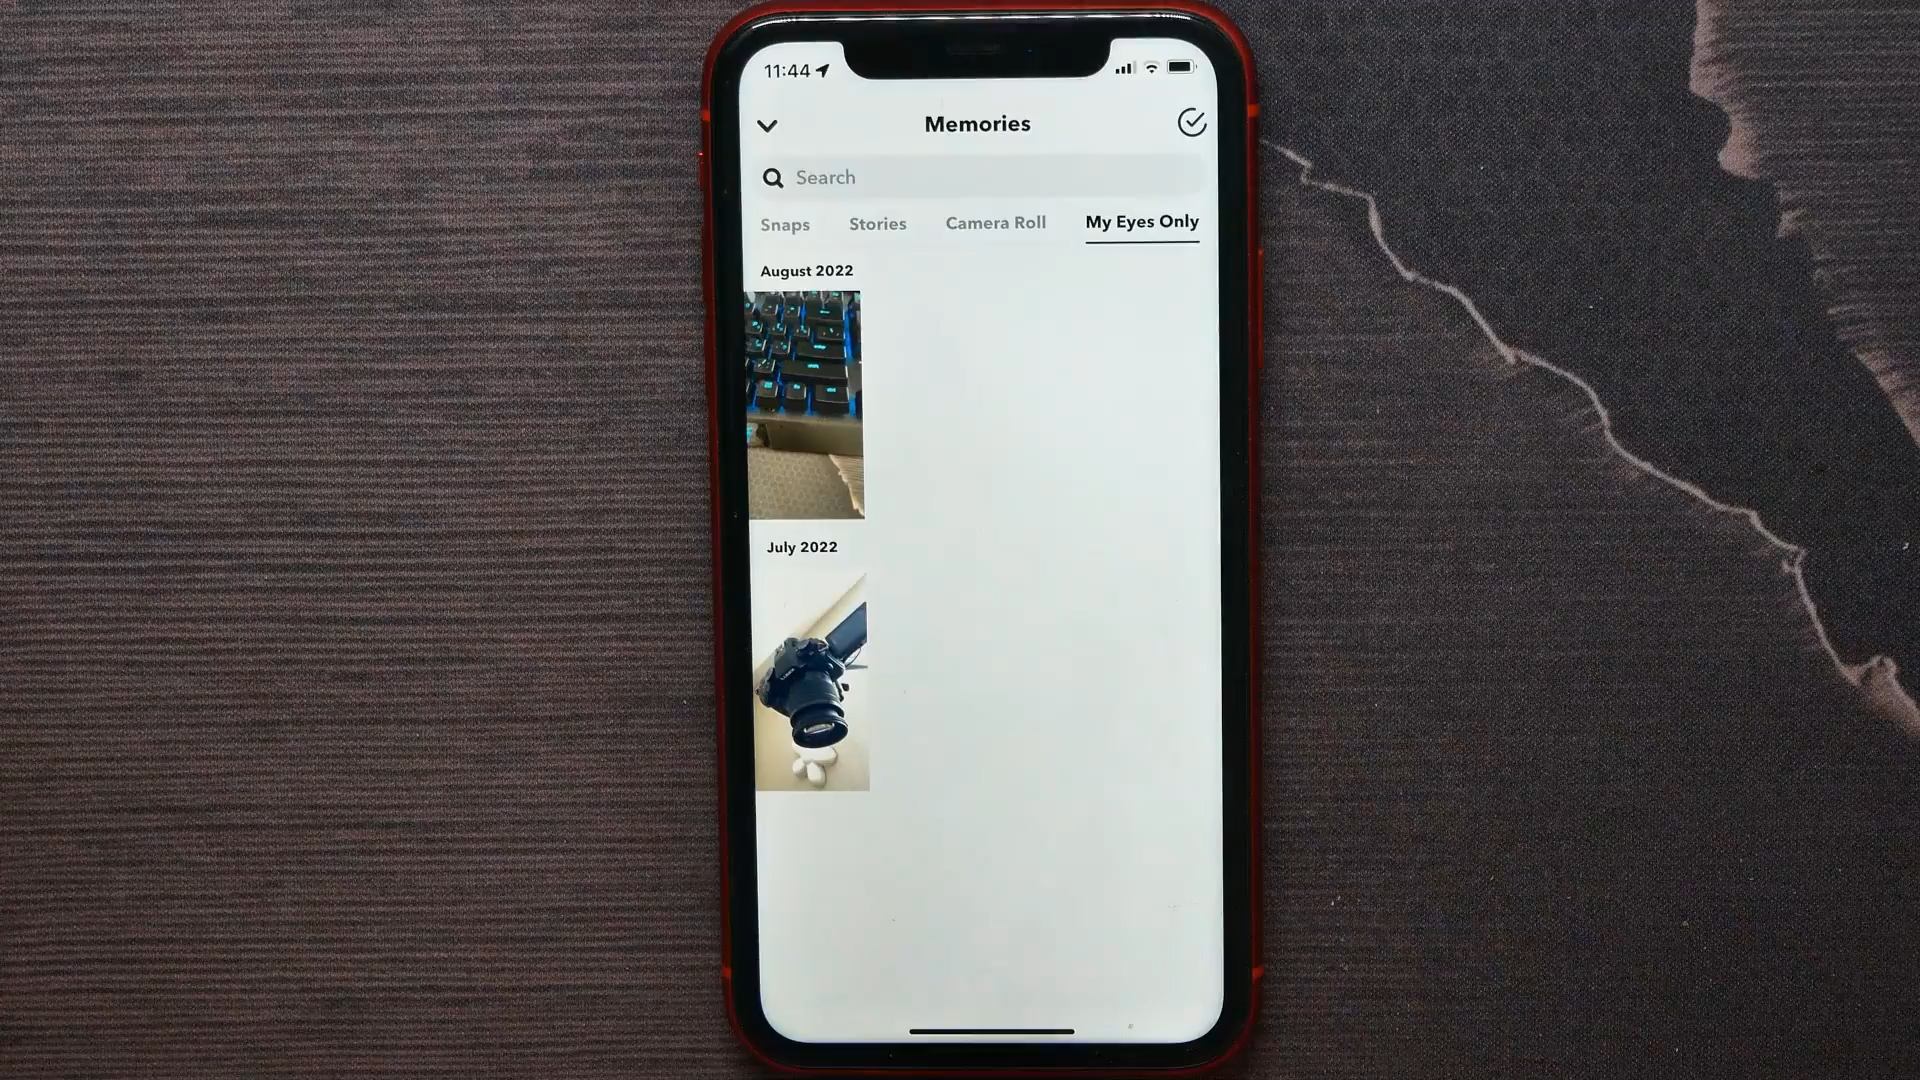 11:44
Memories
Search
Snaps Stories Camera Roll My Eyes Only
August 2022
July 2022